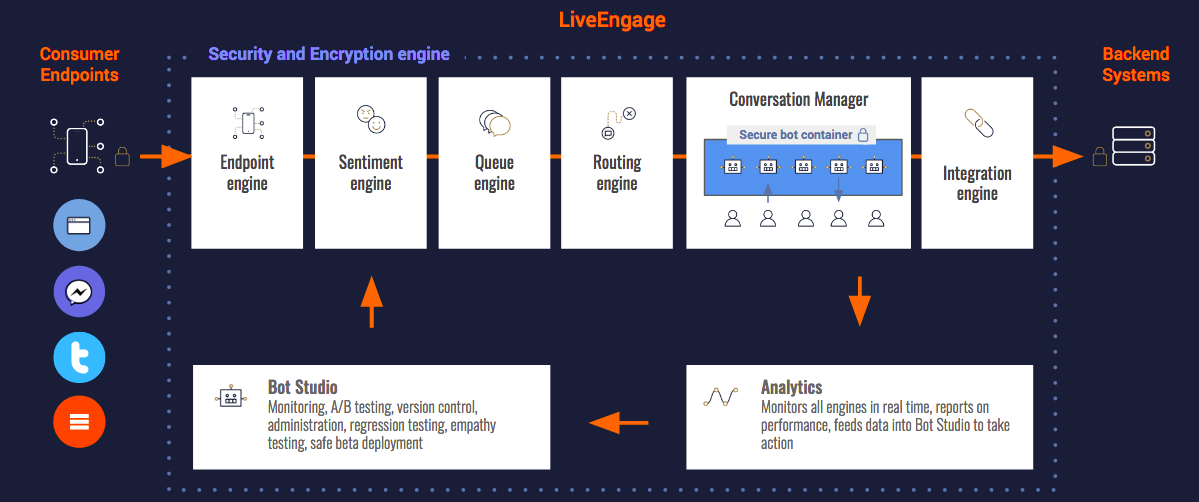 LiveEngage
Consumer
Endpoints
Security and Encryption engine
Backend
Systems
Endpoint
engine
Sentiment
engine
Queue
engine
Routing
engine
Conversation Manager
Secure bot container
Integration
engine
Bot Studio
Monitoring, A/B testing, version control,
administration, regression testing, empathy
testing, safe beta deployment
Analytics
Monitors all engines in real time, reports on
performance, feeds data into Bot Studio to take
action